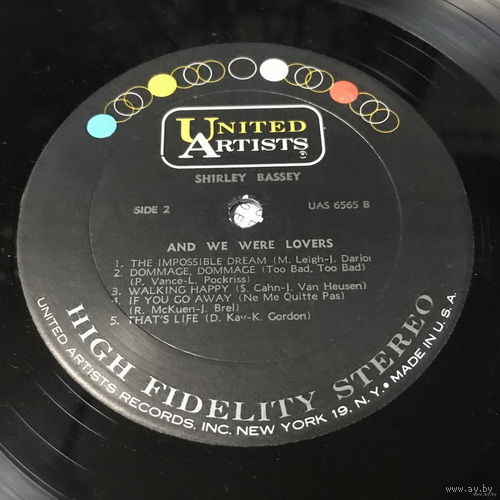 UNITED
ARTISTS
SHIRLEY BASSEY
SIDE 2
UAS 6565 B
AND WE WERE LOVERS
1. THE IMPOSSIBLE DREAM (M. Leigh-J. Darion
2. DOMMAGE, DOMMAGE (Too Bad, Too Bad)
(P. Vance-L. Pockriss)
3. WALKING HAPPY (S. Cahn-J. Van Heusen)
4. IF YOU GO AWAY (Ne Me Quitte Pas)
(R. McKuen-J. Brel)
5. THAT'S LIFE (D. Kay-K. Gordon)
HIGH FIDELITY STEREO
UNITED ARTISTS RECORDS, INC. NEW YORK 19, N.Y. • MADE IN U.S.A.
www.ay.by